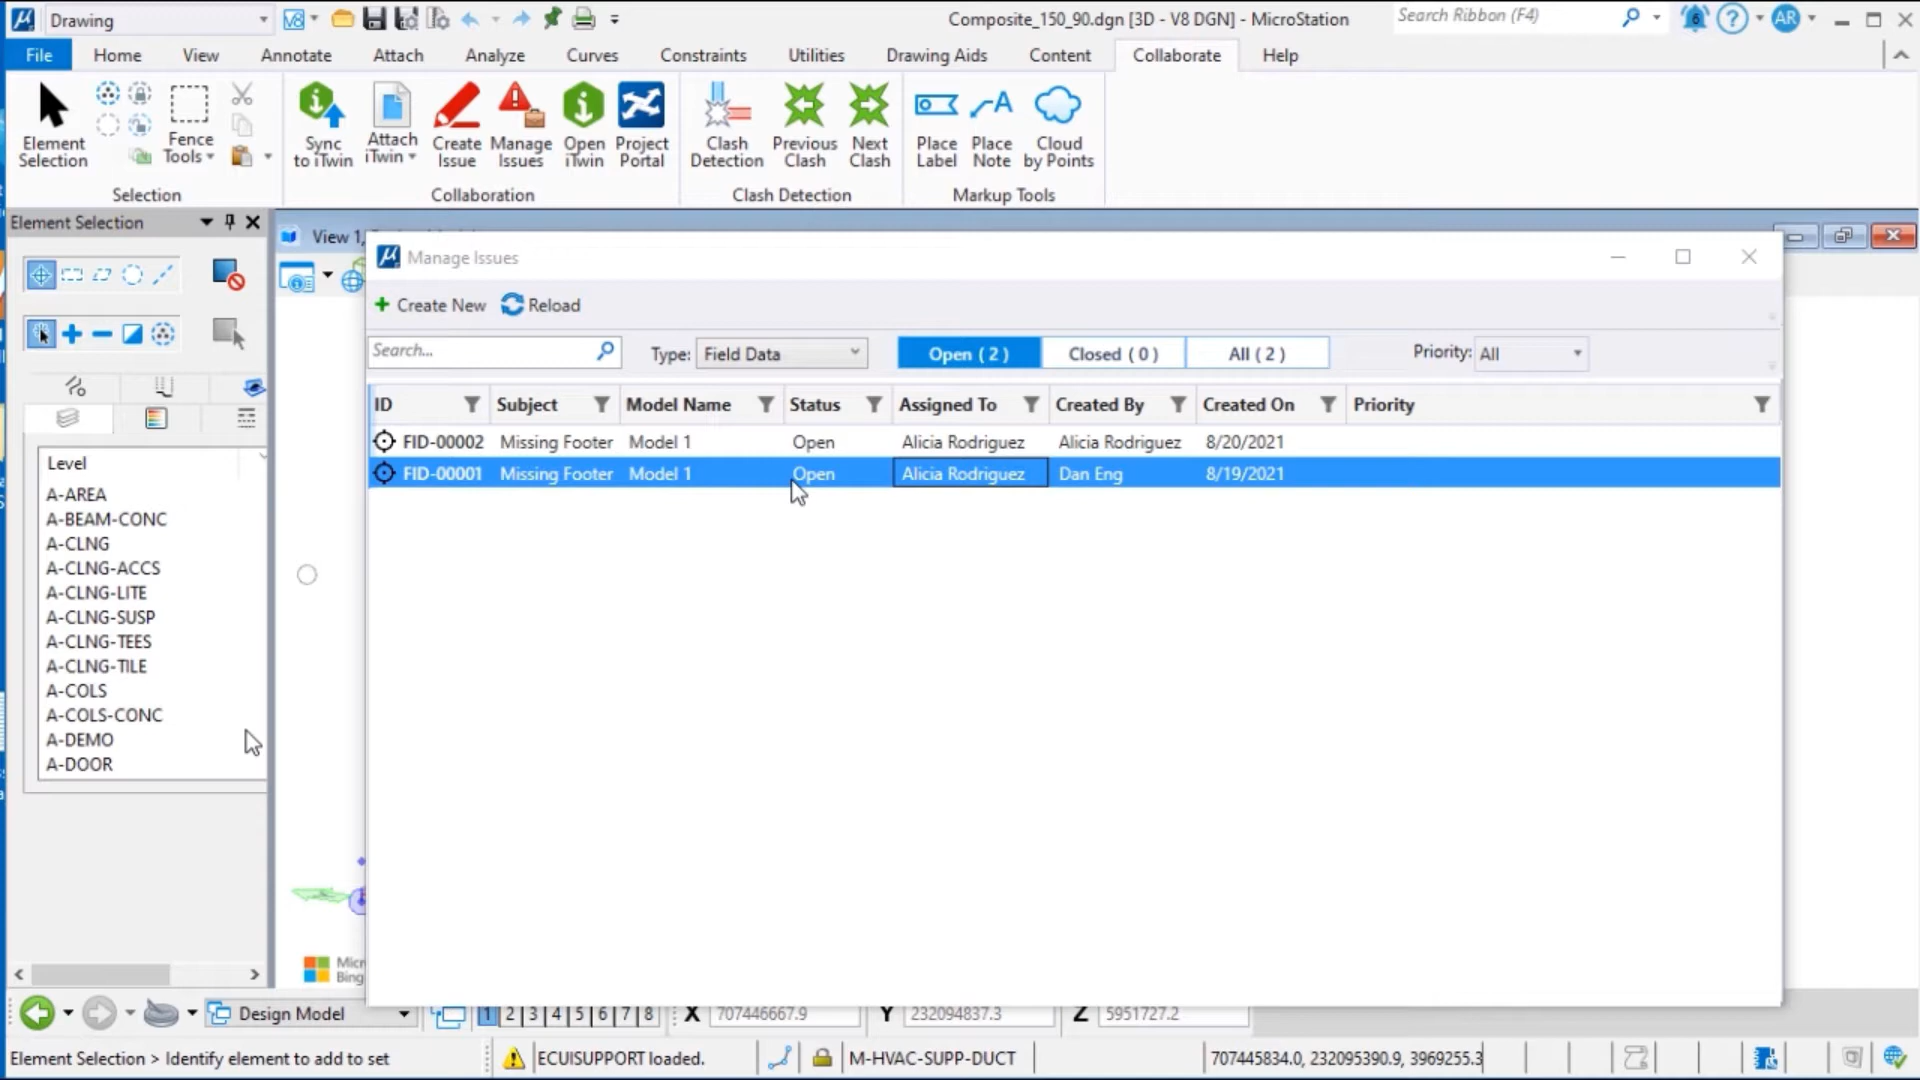 Drawing
Composite_150_90.dgn [3D - V8 DGN] - MicroStation
Search Ribbon (F4)
AR
File Home View Annotate Attach Analyze Curves Constraints Utilities Drawing Aids Content Collaborate Help
Element Selection
Fence Tools
Sync to iTwin
Attach iTwin
Create Issue
Manage Issues
Open iTwin
Project Portal
Clash Detection
Previous Clash
Next Clash
Place Label
Place Note
Cloud by Points
Selection Collaboration Clash Detection Markup Tools
Element Selection
View 1,
Manage Issues
Create New Reload
Search... Type: Field Data Open ( 2 ) Closed ( 0 ) All ( 2 ) Priority: All
ID Subject Model Name Status Assigned To Created By Created On Priority
FID-00002 Missing Footer Model 1 Open Alicia Rodriguez Alicia Rodriguez 8/20/2021
FID-00001 Missing Footer Model 1 Open Alicia Rodriguez Dan Eng 8/19/2021
Level
A-AREA
A-BEAM-CONC
A-CLNG
A-CLNG-ACCS
A-CLNG-LITE
A-CLNG-SUSP
A-CLNG-TEES
A-CLNG-TILE
A-COLS
A-COLS-CONC
A-DEMO
A-DOOR
Micr
Bing
Design Model 1 2 3 4 5 6 7 8 X 707446667.9 Y 232094837.3 Z 5951727.2
Element Selection > Identify element to add to set ECUISUPPORT loaded. M-HVAC-SUPP-DUCT 707445834.0, 232095390.9, 3969255.3